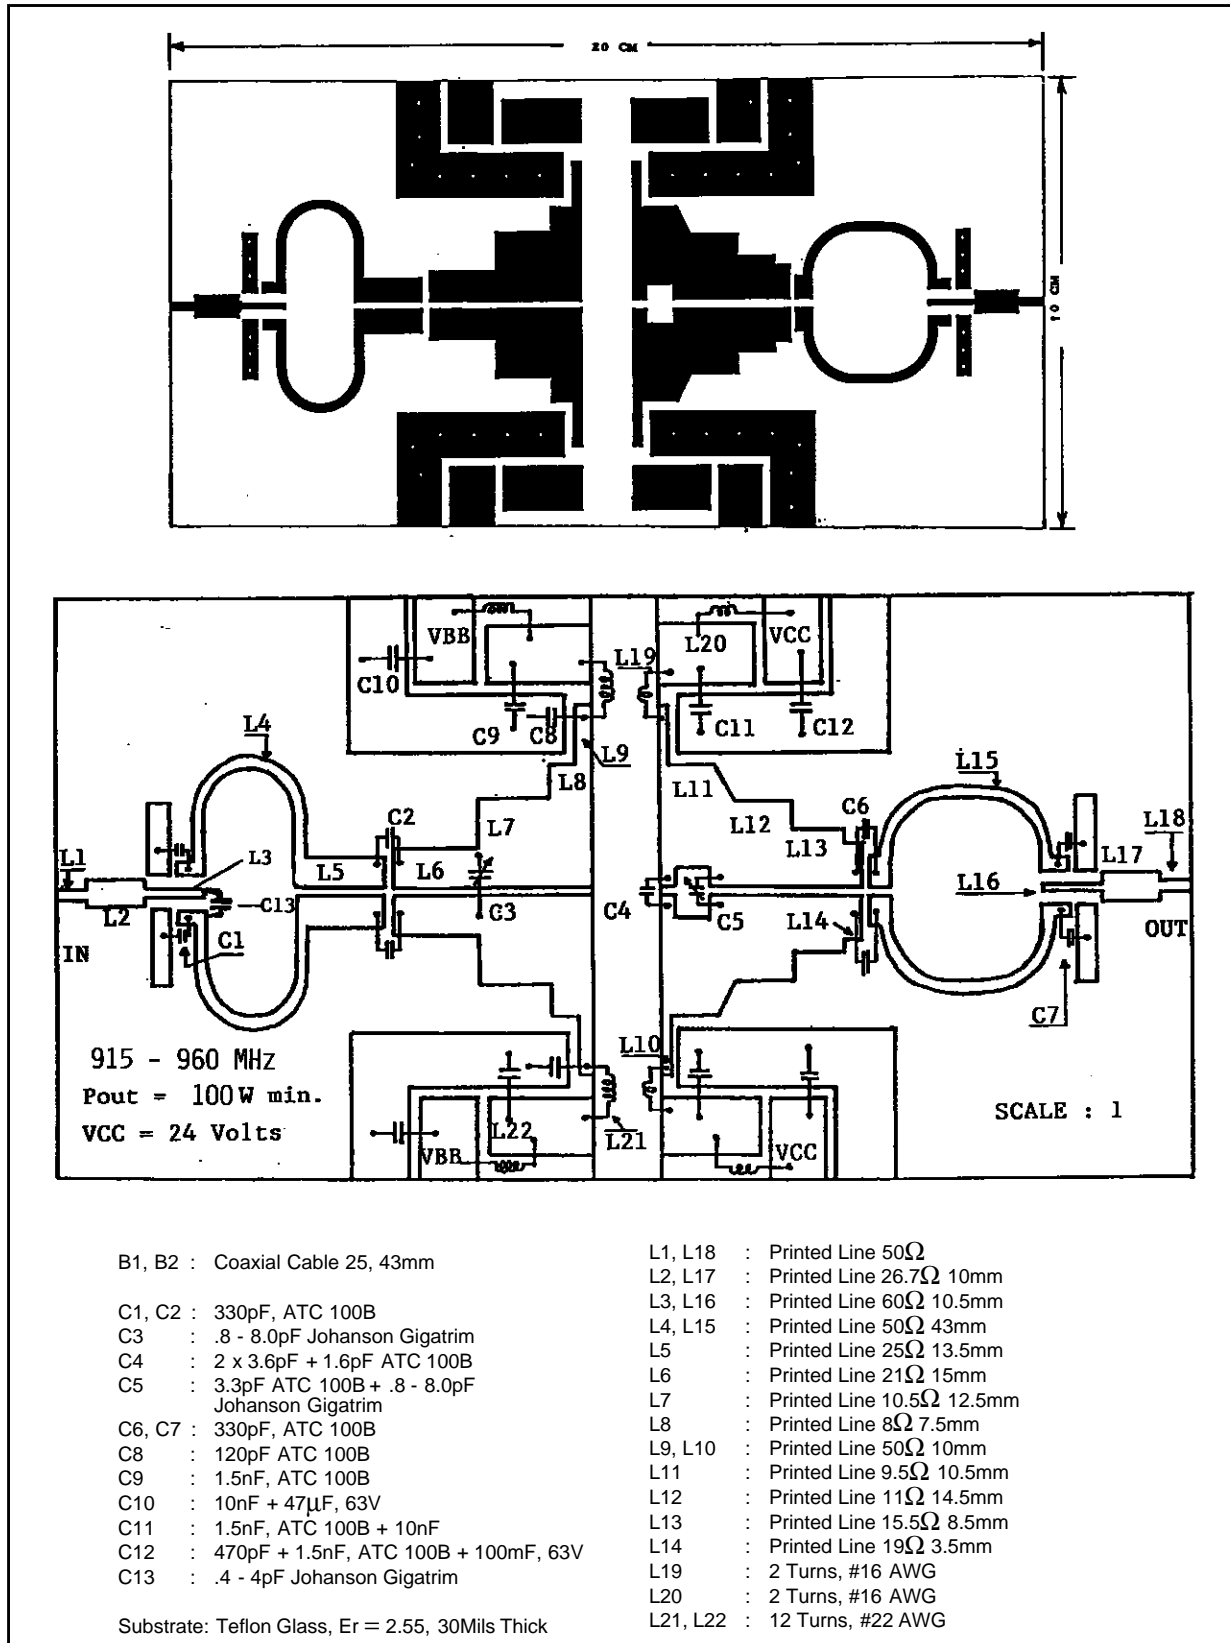 20 CM
10 CM
VBB
L20
VCC
L19
C10
C9
C8
C11
C12
L4
L9
L15
L8
L11
C2
L7
C6
L12
L18
L1
L3
L5
L6
L13
L17
L16
C13
C3
C4
C5
L2
L14
IN
C1
OUT
C7
915 - 960 MHz
L10
Pout = 100 W min.
SCALE : 1
VCC = 24 Volts
L22
L21
VBB
VCC
B1, B2 : Coaxial Cable 25, 43mm
C1, C2 : 330pF, ATC 100B
C3 : .8 - 8.0pF Johanson Gigatrim
C4 : 2 x 3.6pF + 1.6pF ATC 100B
C5 : 3.3pF ATC 100B + .8 - 8.0pF
Johanson Gigatrim
C6, C7 : 330pF, ATC 100B
C8 : 120pF ATC 100B
C9 : 1.5nF, ATC 100B
C10 : 10nF + 47µF, 63V
C11 : 1.5nF, ATC 100B + 10nF
C12 : 470pF + 1.5nF, ATC 100B + 100mF, 63V
C13 : .4 - 4pF Johanson Gigatrim
Substrate: Teflon Glass, Er = 2.55, 30Mils Thick
L1, L18 : Printed Line 50Ω
L2, L17 : Printed Line 26.7Ω 10mm
L3, L16 : Printed Line 60Ω 10.5mm
L4, L15 : Printed Line 50Ω 43mm
L5 : Printed Line 25Ω 13.5mm
L6 : Printed Line 21Ω 15mm
L7 : Printed Line 10.5Ω 12.5mm
L8 : Printed Line 8Ω 7.5mm
L9, L10 : Printed Line 50Ω 10mm
L11 : Printed Line 9.5Ω 10.5mm
L12 : Printed Line 11Ω 14.5mm
L13 : Printed Line 15.5Ω 8.5mm
L14 : Printed Line 19Ω 3.5mm
L19 : 2 Turns, #16 AWG
L20 : 2 Turns, #16 AWG
L21, L22 : 12 Turns, #22 AWG